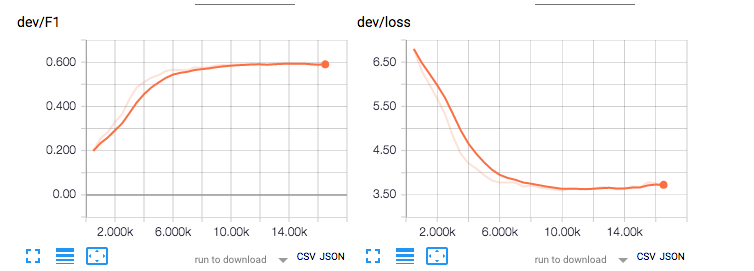 dev/F1
0.600
0.400
0.200
0.00
2.000k 6.000k 10.00k 14.00k
run to download CSV JSON
dev/loss
6.50
5.50
4.50
3.50
2.000k 6.000k 10.00k 14.00k
run to download CSV JSON